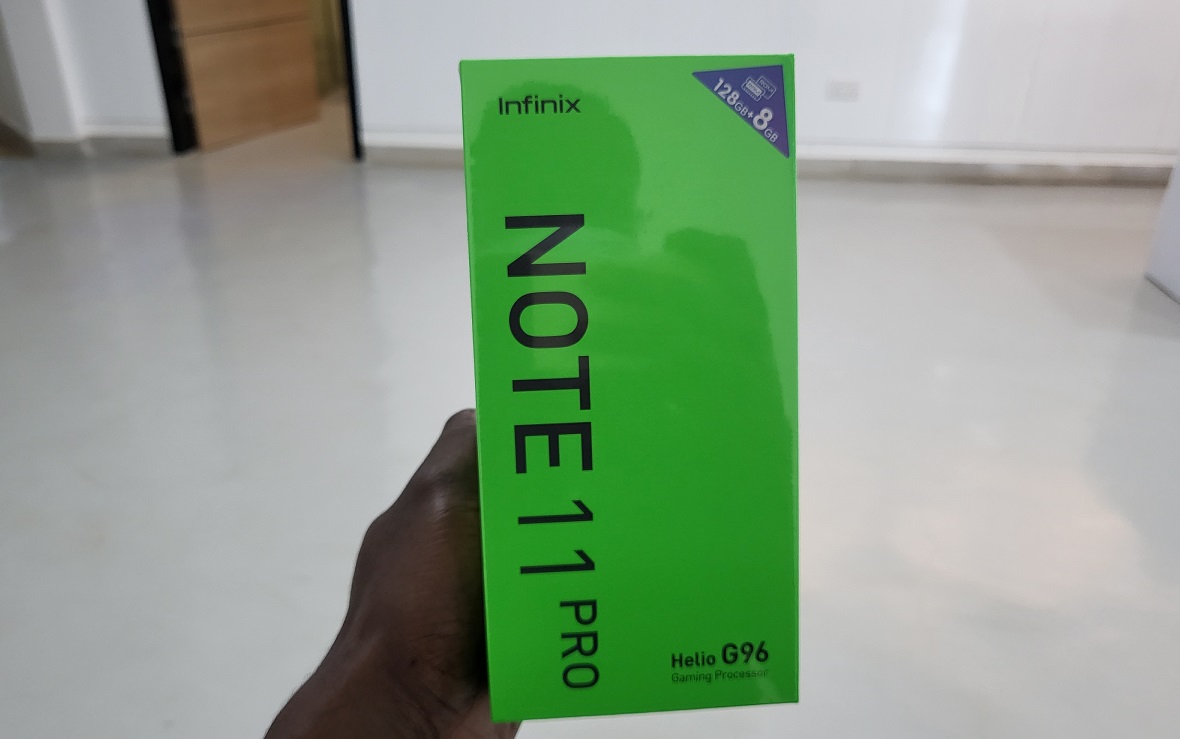 Infinix
128GB+8GB
NOTE 11 PRO
Helio G96
Gaming Processor